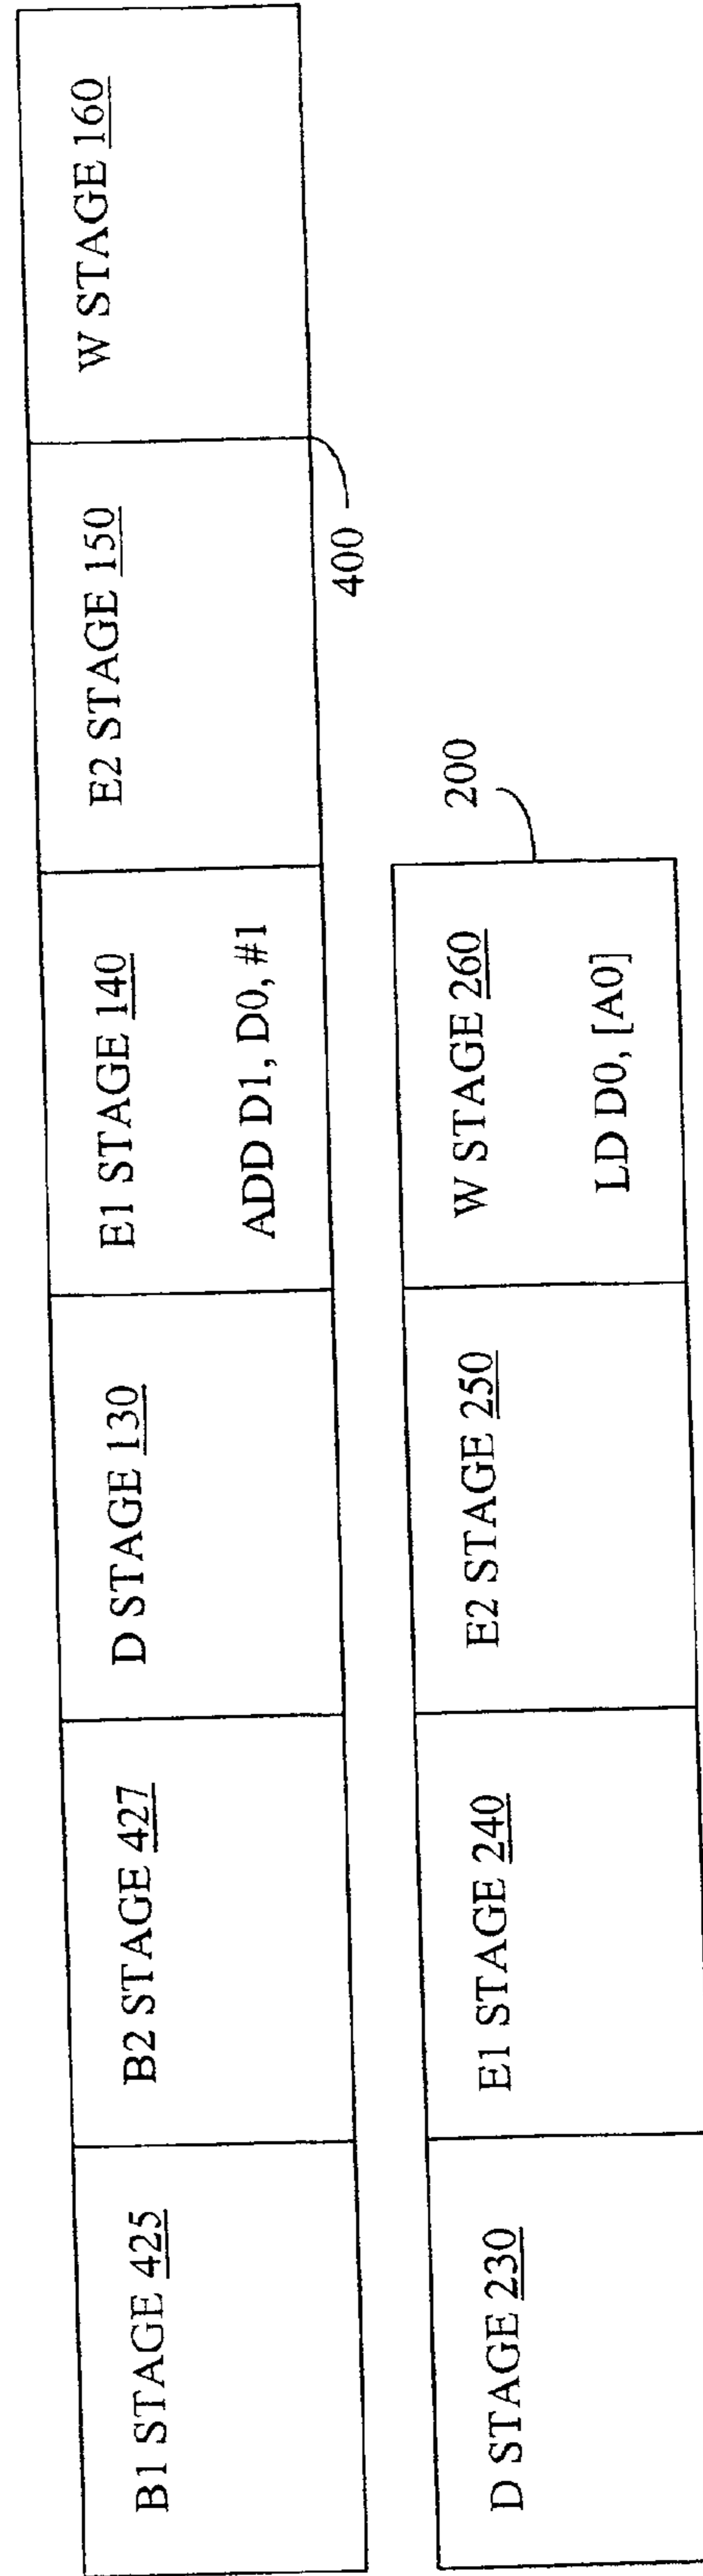 B1 STAGE 425
B2 STAGE 427
D STAGE 130
E1 STAGE 140
ADD D1, D0, #1
E2 STAGE 150
W STAGE 160
400
D STAGE 230
E1 STAGE 240
E2 STAGE 250
W STAGE 260
LD D0, [A0]
200